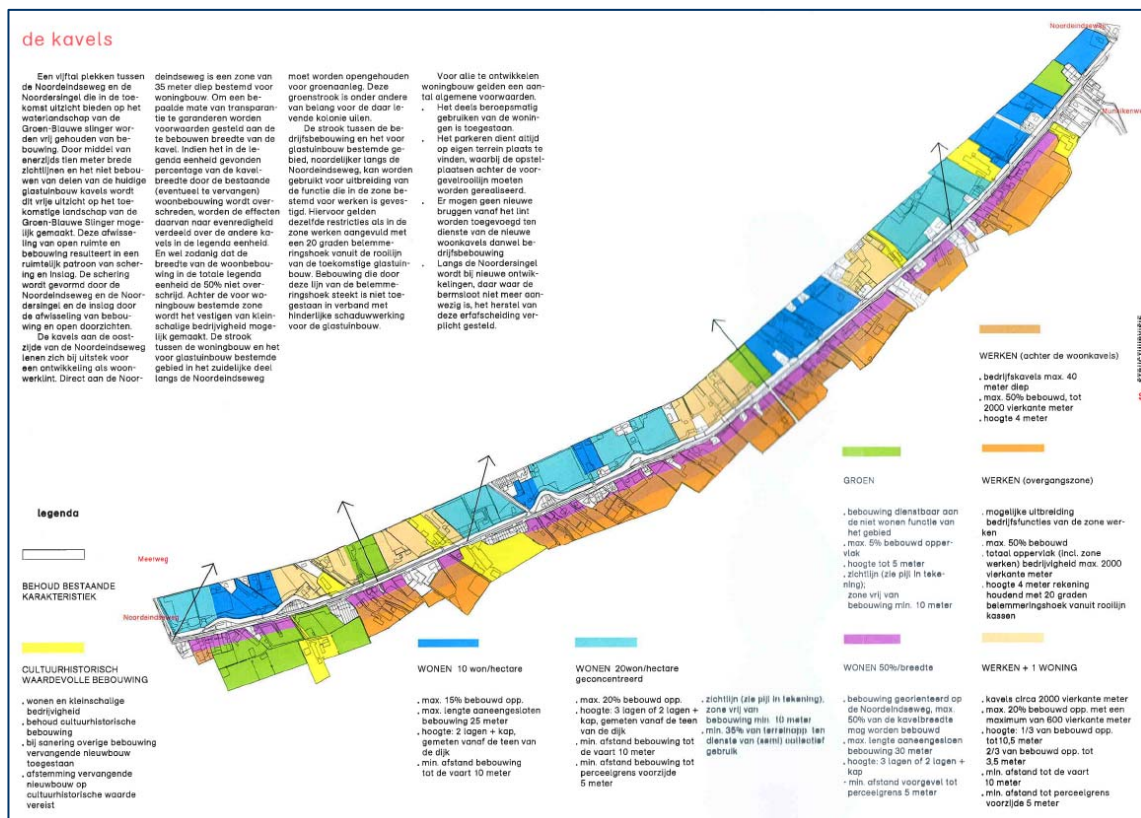 de kavels
Een vijftal plekken tussen
de Noordeindseweg en de
Noordersingel die in de toe-
komst uitzicht bieden op het
waterlandschap van de
Groen-Blauwe slinger wor-
den vrij gehouden van be-
bouwing. Door middel van
enerzijds tien meter brede
zichtlijnen en het niet bebou-
wen van delen van de huidige
glastuinbouw kavels wordt
dit vrije uitzicht op het toe-
komstige landschap van de
Groen-Blauwe Slinger moge-
lijk gemaakt. Deze afwisse-
ling van open ruimte en
bebouwing resulteert in een
ruimtelijk patroon van scher-
ing en Inslag. De schering
wordt gevormd door de
Noordeindseweg en de Noor-
dersingel en de inslag door
de afwisseling van bebou-
wing en open doorzichten.
De kavels aan de oost-
zijde van de Noordeindseweg
lenen zich bij uitstek voor
een ontwikkeling als woon-
werklint. Direct aan de Noor-
deindseweg is een zone van
35 meter diep bestemd voor
woningbouw. Om een be-
paalde mate van transparan-
tie te garanderen worden
voorwaarden gesteld aan de
te bebouwen breedte van de
kavel. Indien het in de le-
genda eenheid gevonden
percentage van de kavel-
breedte door de bestaande
(eventueel te vervangen)
woonbebouwing wordt over-
schreden, worden de effecten
daarvan naar evenredigheid
verdeeld over de andere ka-
vels in de legenda eenheid.
En wel zodanig dat de
breedte van de woonbebou-
wing in de totale legenda
eenheid de 50% niet over-
schrijd. Achter de voor wo-
ningbouw bestemde zone
wordt het vestigen van klein-
schalige bedrijvigheid moge-
lijk gemaakt. De strook
tussen de woningbouw en het
voor glastuinbouw bestemde
gebied in het zuidelijke deel
langs de Noordeindseweg
moet worden opengehouden
voor groenaanleg. Deze
groenstrook is onder andere
van belang voor de daar le-
vende kolonie uilen.
De strook tussen de be-
drijfsbebouwing en het voor
glastuinbouw bestemde ge-
bied, noordelijker langs de
Noordeindseweg, kan worden
gebruikt voor uitbreiding van
de functie die in de zone be-
stemd voor werken is geves-
tigd. Hiervoor gelden
dezelfde restricties als in de
zone werken aangevuld met
een 20 graden belemme-
ringshoek vanuit de rooilijn
van de toekomstige glastuin-
bouw. Bebouwing die door
deze lijn van de belemme-
ringshoek steekt is niet toe-
gestaan in verband met
hinderlijke schaduwwerking
voor de glastuinbouw.
Voor alle te ontwikkelen
woningbouw gelden een aan-
tal algemene voorwaarden.
. Het deels beroepsmatig
gebruiken van de wonin-
gen is toegestaan.
. Het parkeren dient altijd
op eigen terrein plaats te
vinden, waarbij de opstel-
plaatsen achter de voor-
gevelrooilijn moeten
worden gerealiseerd.
. Er mogen geen nieuwe
bruggen vanaf het lint
worden toegevoegd ten
dienste van de nieuwe
woonkavels danwel be-
drijfsbebouwing
. Langs de Noordersingel
wordt bij nieuwe ontwik-
kelingen, daar waar de
bermsloot niet meer aan-
wezig is, het herstel van
deze erfafscheiding ver-
plicht gesteld.
Noordeindseweg
Meerweg
Noordeindseweg
legenda
BEHOUD BESTAANDE
KARAKTERISTIEK
CULTUURHISTORISCH
WAARDEVOLLE BEBOUWING
. wonen en kleinschalige
bedrijvigheid
. behoud cultuurhistorische
bebouwing
. bij sanering overige bebouwing
vervangende nieuwbouw
toegestaan
. afstemming vervangende
nieuwbouw op
cultuurhistorische waarde
vereist
WONEN 10 won/hectare
. max. 15% bebouwd opp.
. max. lengte aaneengesloten
bebouwing 25 meter
. hoogte: 2 lagen + kap,
gemeten vanaf de teen van
de dijk
. min. afstand bebouwing
tot de vaart 10 meter
WONEN 20won/hectare
geconcentreerd
. max. 20% bebouwd opp.
. hoogte: 3 lagen of 2 lagen +
kap, gemeten vanaf de teen
van de dijk
. min. afstand bebouwing tot
de vaart 10 meter
. min. afstand bebouwing tot
perceelgrens voorzijde
5 meter
. zichtlijn (zie pijl in tekening).
zone vrij van
bebouwing min. 10 meter
. min. 35% van terreinopp. ten
dienste van (semi) collectief
gebruik
WERKEN (achter de woonkavels)
. bedrijfskavels max. 40
meter diep
. max. 50% bebouwd, tot
2000 vierkante meter
. hoogte 4 meter
GROEN
. bebouwing dienstbaar aan
de niet wonen functie van
het gebied
. max. 5% bebouwd opper-
vlak
. hoogte tot 5 meter
. zichtlijn (zie pijl in teke-
ning);
zone vrij van
bebouwing min. 10 meter
WERKEN (overgangszone)
. mogelijke uitbreiding
bedrijfsfuncties van de zone wer-
ken
. max. 50% bebouwd
. totaal oppervlak (incl. zone
werken) bedrijvigheid max. 2000
vierkante meter
. hoogte 4 meter rekening
houdend met 20 graden
belemmeringshoek vanuit rooilijn
kassen
WONEN 50%/breedte
. bebouwing georienteerd op
de Noordeindseweg, max.
50% van de kavelbreedte
mag worden bebouwd
. max. lengte aaneengesloen
bebouwing 30 meter
. hoogte: 3 lagen of 2 lagen +
kap
- min. afstand voorgevel tot
perceelgrens 5 meter
WERKEN + 1 WONING
. kavels circa 2000 vierkante meter
. max. 20% bebouwd opp. met een
maximum van 600 vierkante meter
. hoogte: 1/3 van bebouwd opp.
tot 10,5 meter
2/3 van bebouwd opp. tot
3,5 meter
. min. afstand tot de vaart
10 meter
. min. afstand tot perceelgrens
voorzijde 5 meter